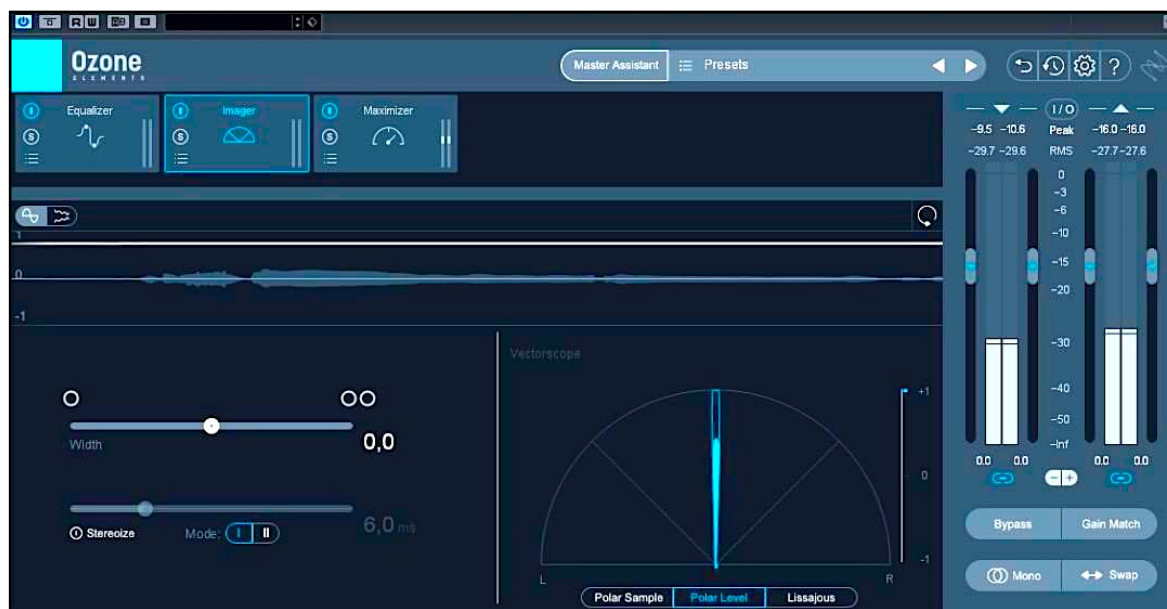 R W
Ozone
ELEMENTS
Master Assistant
Presets
?
Equalizer
Imager
Maximizer
S
S
S
I/O
-9.5 -10.6 Peak -16.0 -16.0
-29.7 -29.6 RMS -27.7 -27.6
0
-3
-6
-10
-15
-20
-30
-40
-50
-Inf
0.0 0.0 0.0 0.0
- +
Bypass
Gain Match
Mono
Swap
1
0
-1
Width
0,0
Stereoize
Mode: I II
6,0 ms
Vectorscope
+1
0
-1
L R
Polar Sample Polar Level Lissajous